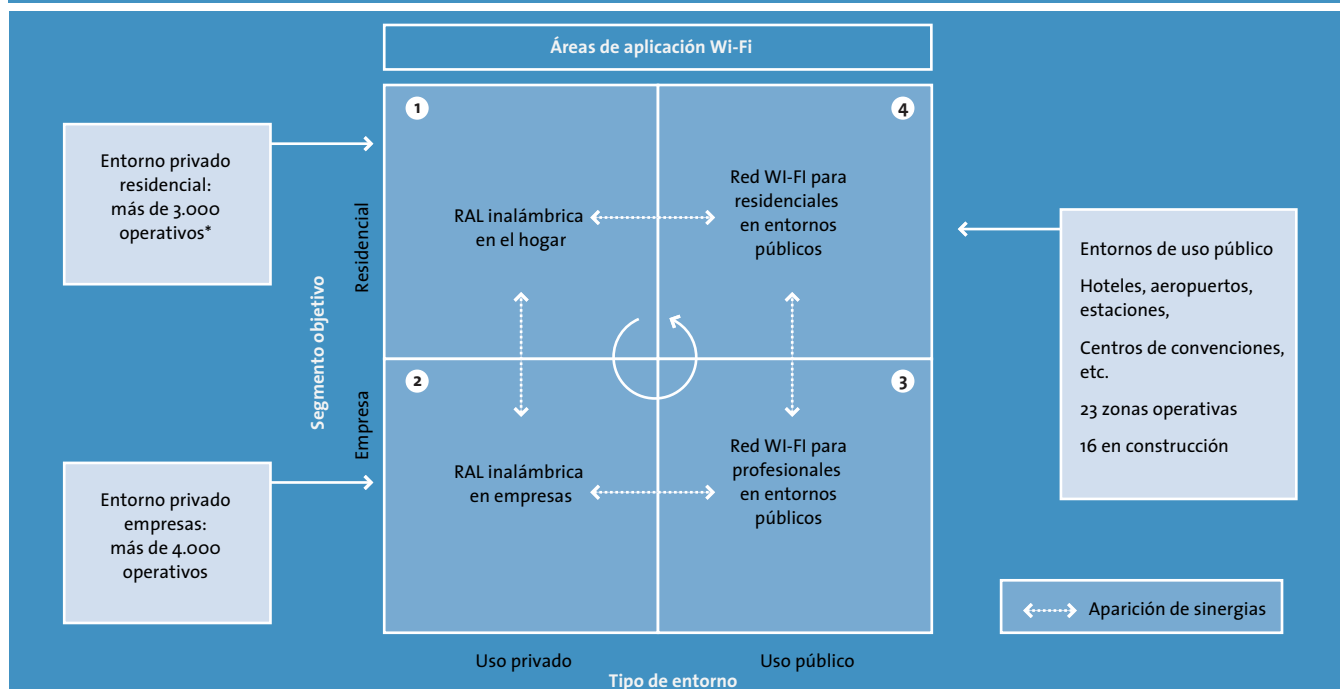 Áreas de aplicación Wi-Fi
Entorno privado
residencial:
más de 3.000
operativos*
Entorno privado
empresas:
más de 4.000
operativos
Segmento objetivo
Residencial
Empresa
1
RAL inalámbrica
en el hogar
4
Red WI-FI para
residenciales
en entornos
públicos
2
RAL inalámbrica
en empresas
3
Red WI-FI para
profesionales
en entornos
públicos
Uso privado
Uso público
Tipo de entorno
Entornos de uso público
Hoteles, aeropuertos,
estaciones,
Centros de convenciones,
etc.
23 zonas operativas
16 en construcción
Aparición de sinergias